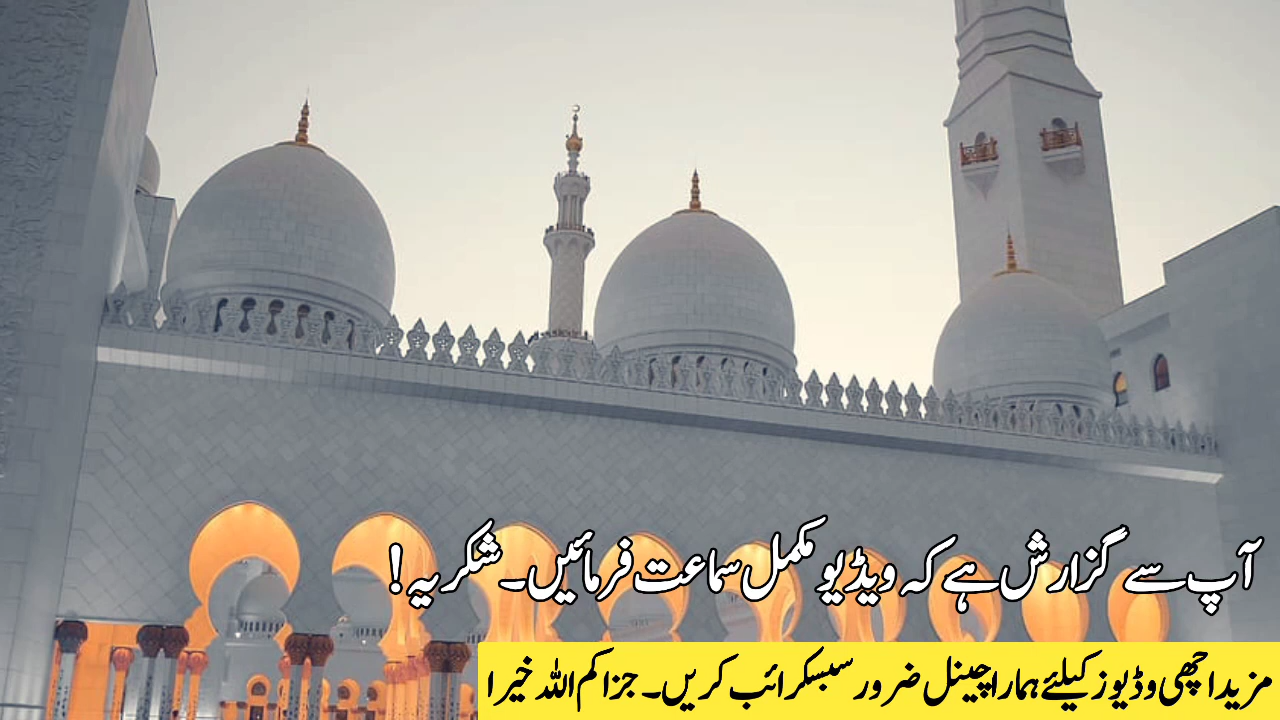 آپ سے گزارش ہے کہ ویڈیو مکمل سماعت فرمائیں۔ شکریہ!
مزید اچھی وڈیوز کیلئے ہمارا چینل ضرور سبسکرائب کریں۔ جزاکم اللہ خیرا